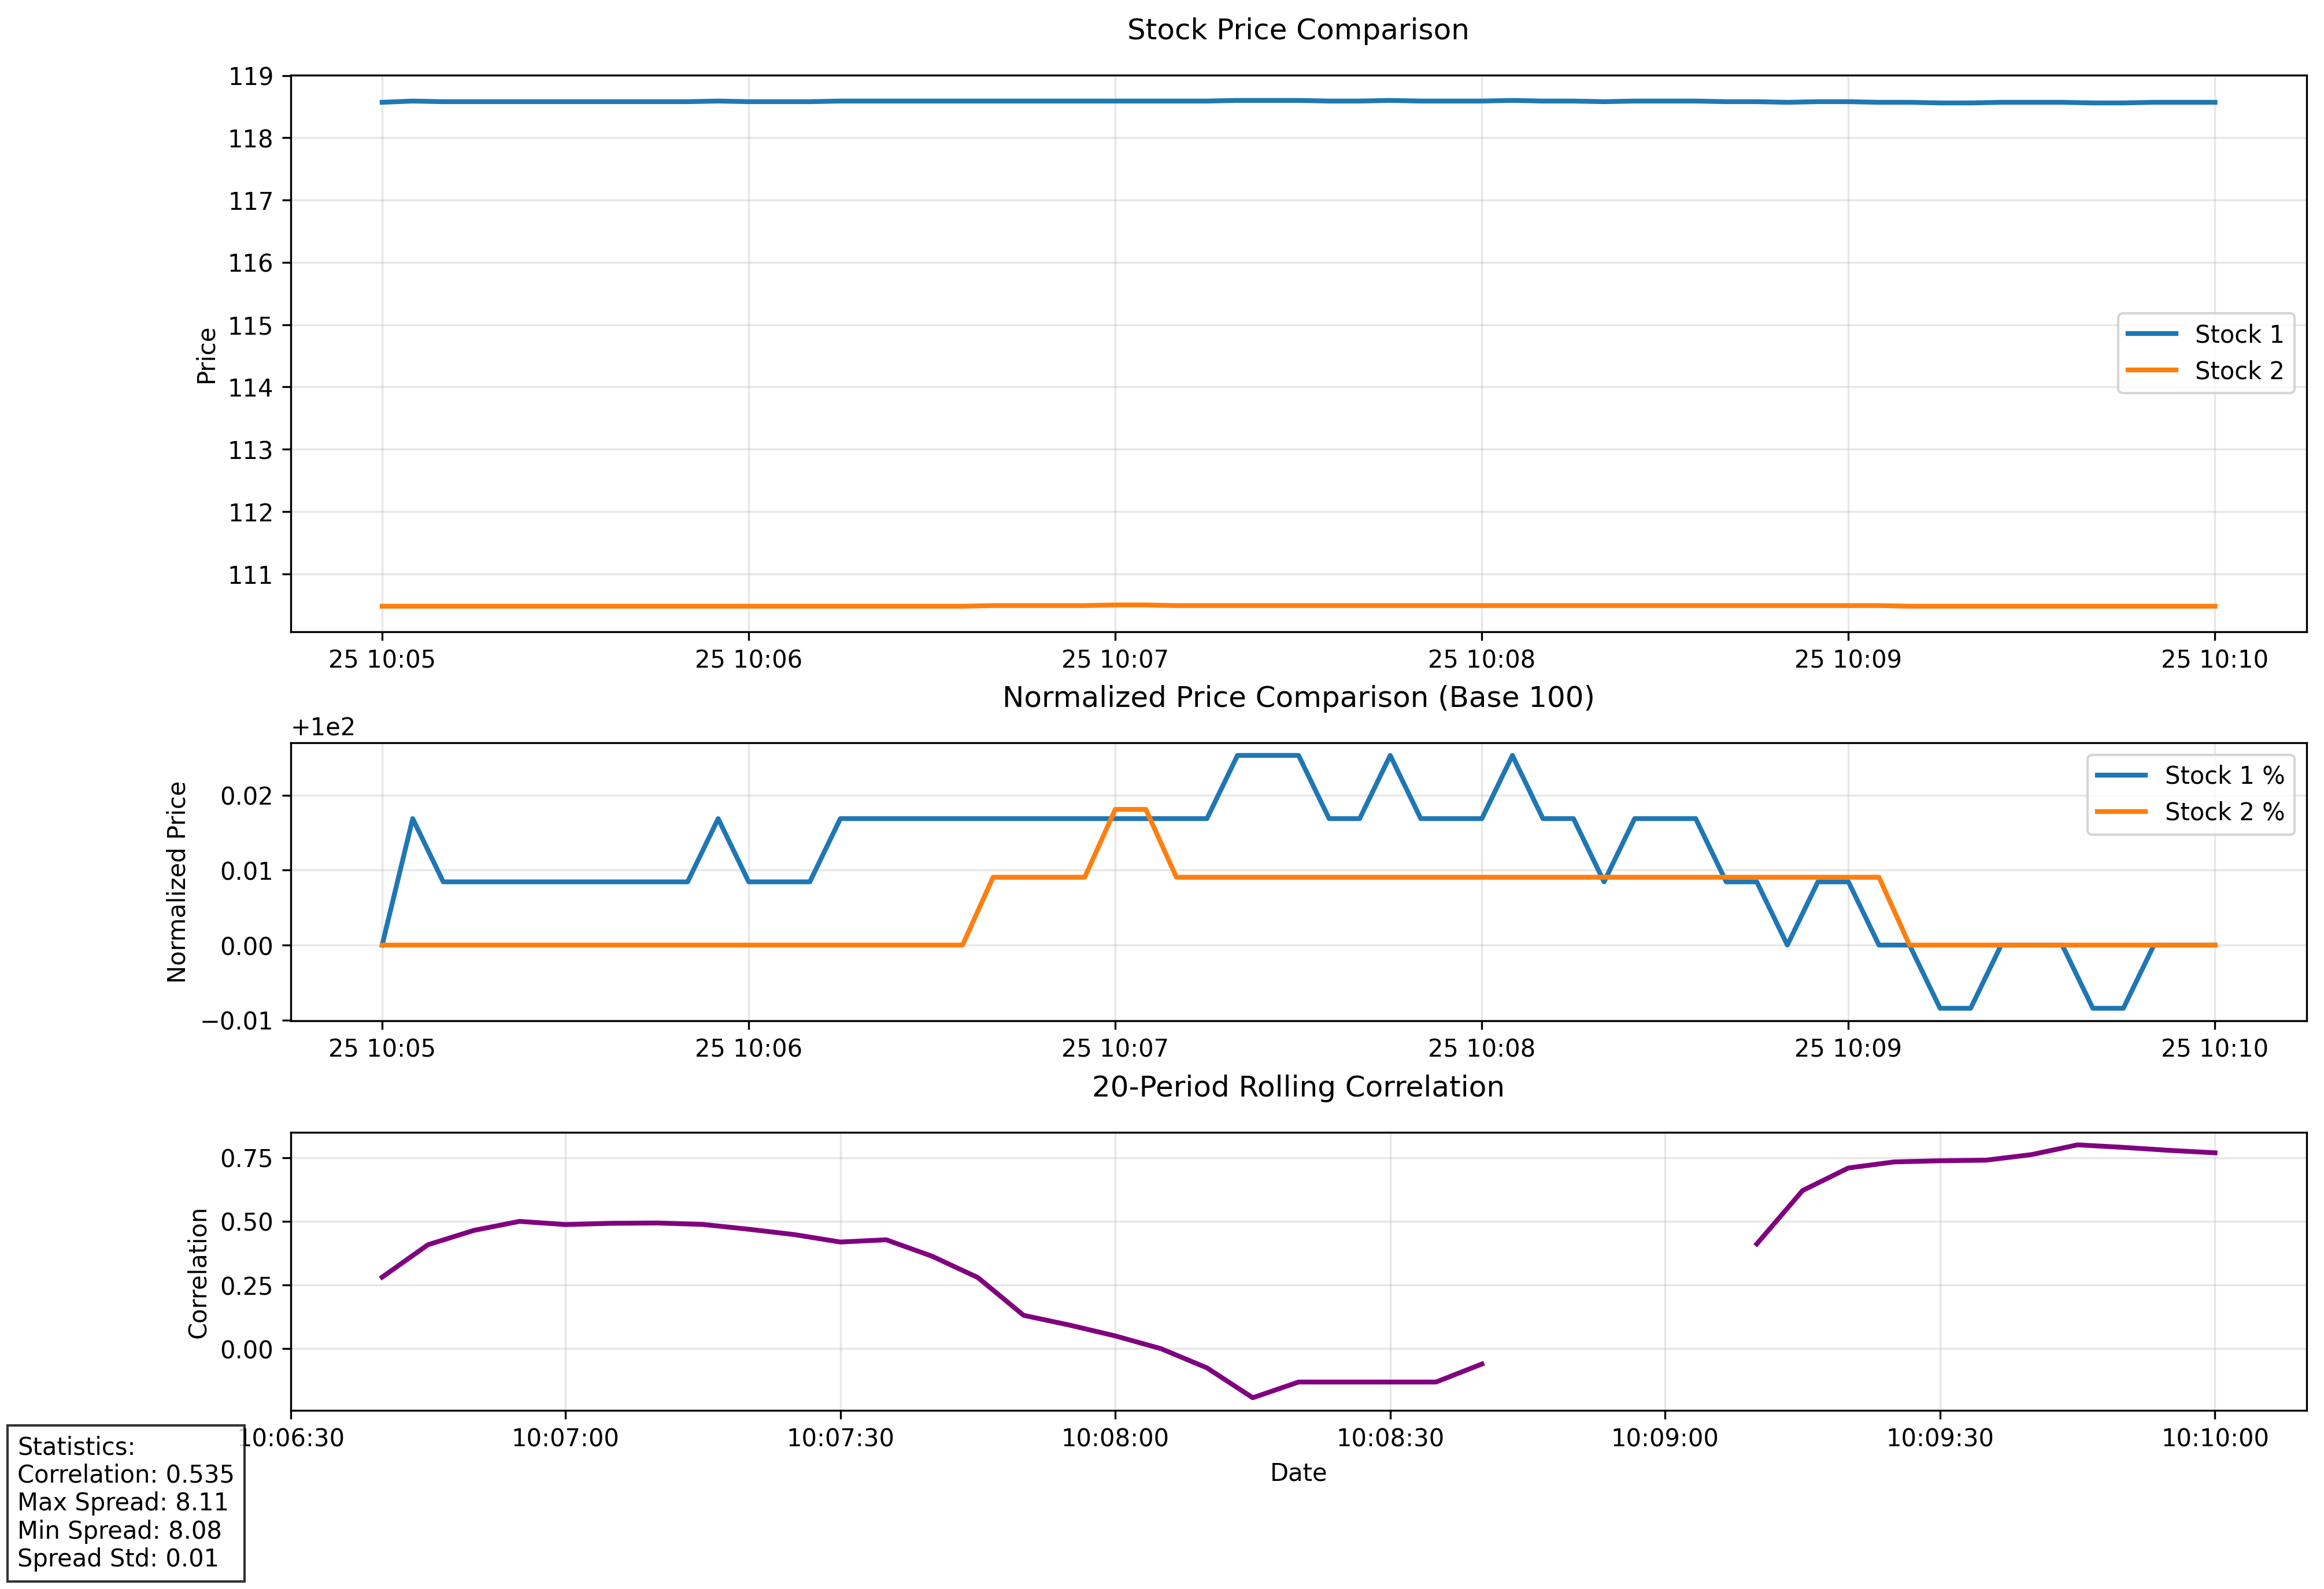 Stock Price Comparison
119
118
117
116
115
114
113
112
111
Price
Stock 1
Stock 2
25 10:05
25 10:06
25 10:07
25 10:08
25 10:09
25 10:10
Normalized Price Comparison (Base 100)
+1e2
0.02
0.01
0.00
−0.01
Normalized Price
Stock 1 %
Stock 2 %
25 10:05
25 10:06
25 10:07
25 10:08
25 10:09
25 10:10
20-Period Rolling Correlation
0.75
0.50
0.25
0.00
Correlation
10:06:30
10:07:00
10:07:30
10:08:00
10:08:30
10:09:00
10:09:30
10:10:00
Date
Statistics:
Correlation: 0.535
Max Spread: 8.11
Min Spread: 8.08
Spread Std: 0.01